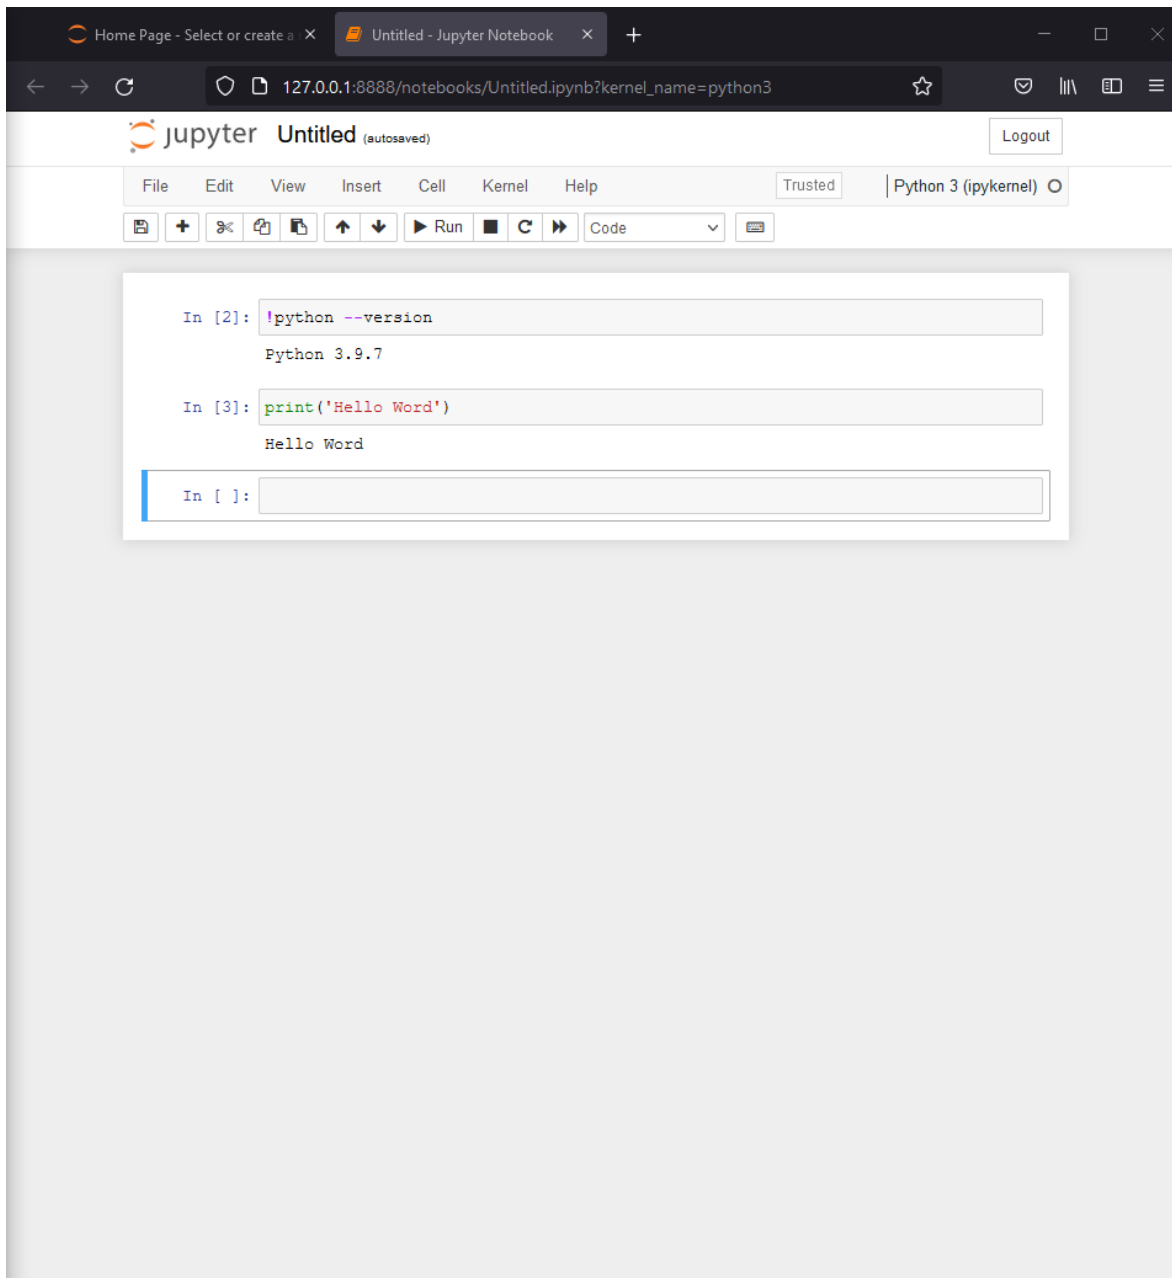 Home Page - Select or create a
Untitled - Jupyter Notebook
127.0.0.1:8888/notebooks/Untitled.ipynb?kernel_name=python3
jupyter Untitled (autosaved)
Logout
File Edit View Insert Cell Kernel Help Trusted Python 3 (ipykernel)
Run Code
In [2]: !python --version
Python 3.9.7
In [3]: print('Hello Word')
Hello Word
In [ ]: